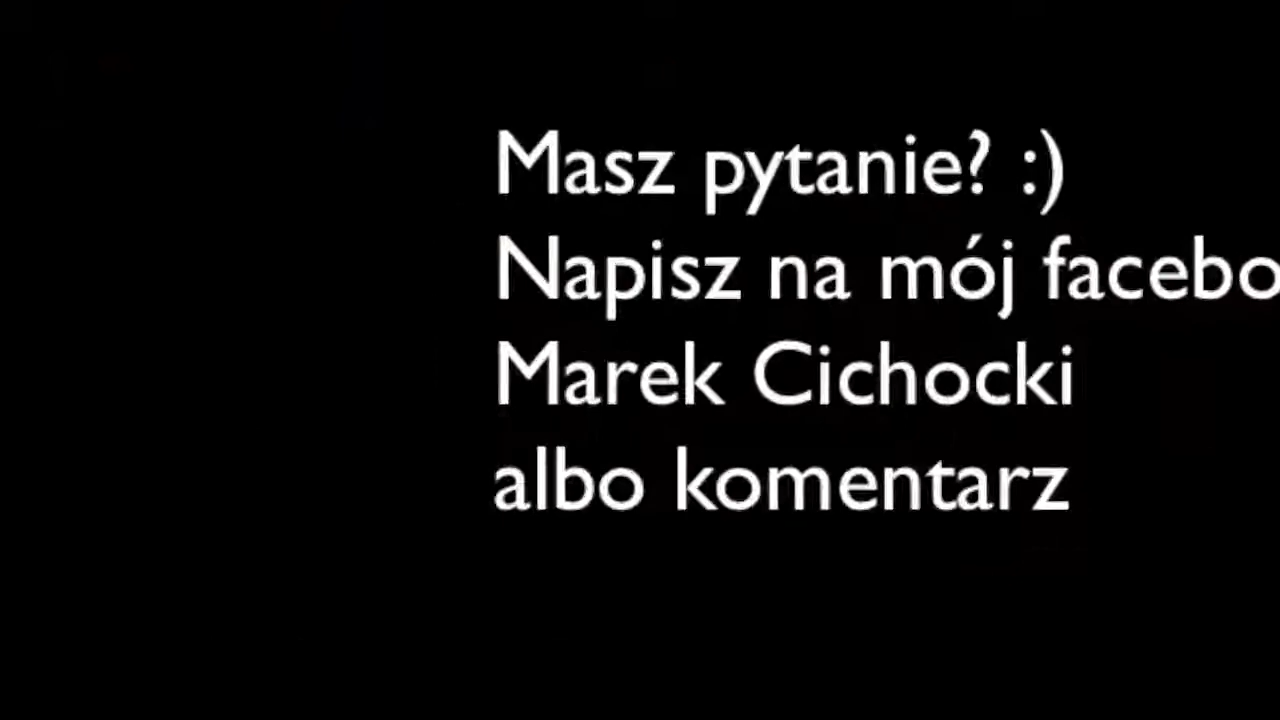 Masz pytanie? :)
Napisz na mój facebo
Marek Cichocki
albo komentarz